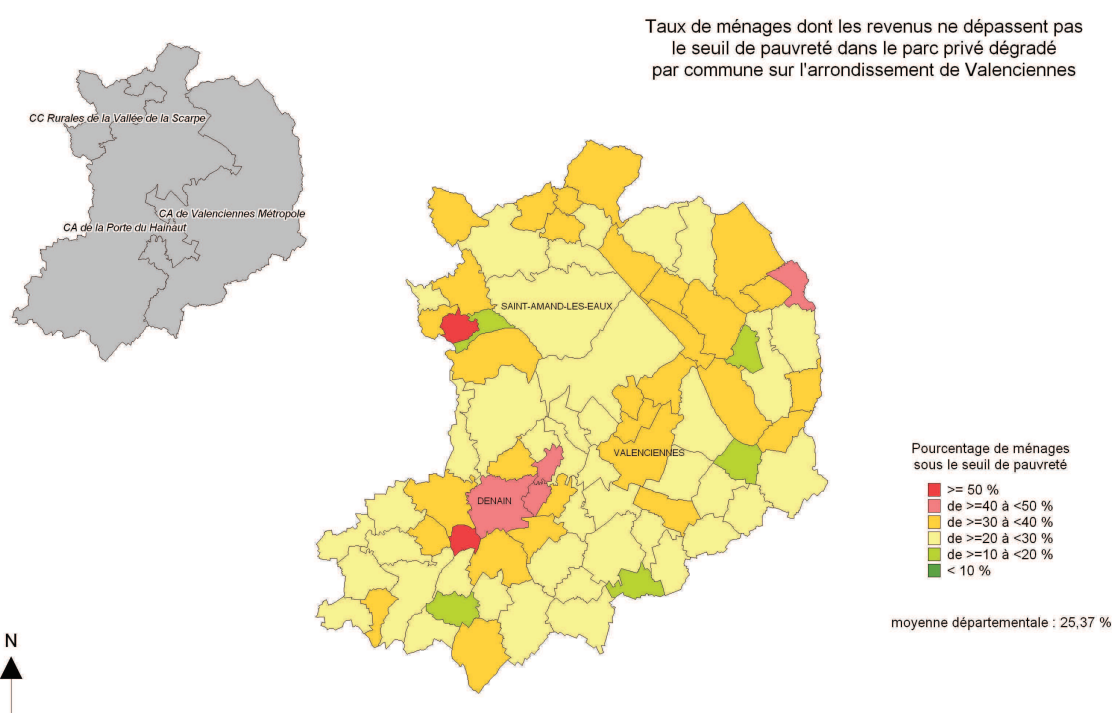 Taux de ménages dont les revenus ne dépassent pas
le seuil de pauvreté dans le parc privé dégradé
par commune sur l'arrondissement de Valenciennes
CC Rurales de la Vallée de la Scarpe
CA de Valenciennes Métropole
CA de la Porte du Hainaut
SAINT-AMAND-LES-EAUX
VALENCIENNES
DENAIN
Pourcentage de ménages
sous le seuil de pauvreté
>= 50 %
de >=40 à <50 %
de >=30 à <40 %
de >=20 à <30 %
de >=10 à <20 %
< 10 %
moyenne départementale : 25,37 %
N